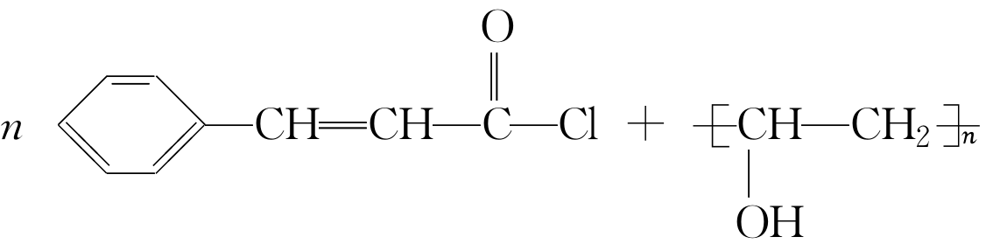 O
n CH=CH—C—Cl + [CH—CH₂]ₙ
OH